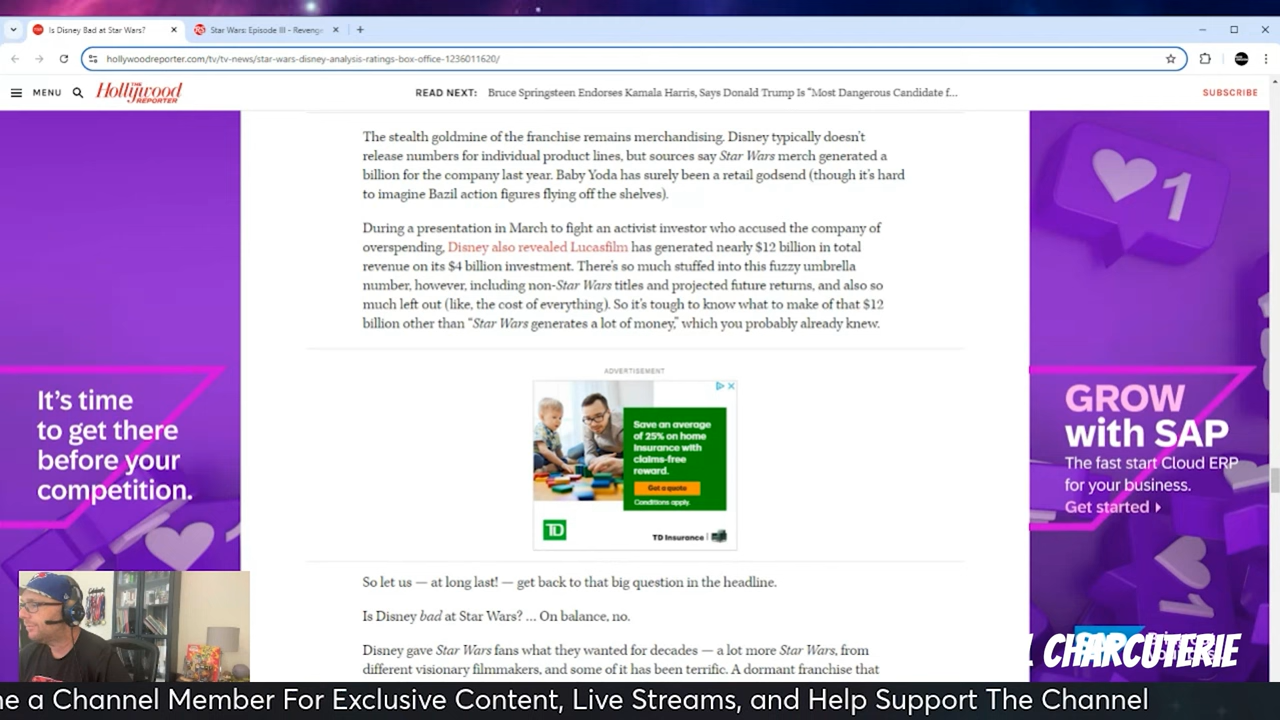 Is Disney Bad at Star Wars?
Star Wars: Episode III - Revenge
hollywoodreporter.com/tv/tv-news/star-wars-disney-analysis-ratings-box-office-1236011620/
MENU
THE
Hollywood
REPORTER
READ NEXT: Bruce Springsteen Endorses Kamala Harris, Says Donald Trump Is “Most Dangerous Candidate f...
SUBSCRIBE
The stealth goldmine of the franchise remains merchandising. Disney typically doesn’t
release numbers for individual product lines, but sources say Star Wars merch generated a
billion for the company last year. Baby Yoda has surely been a retail godsend (though it’s hard
to imagine Bazil action figures flying off the shelves).
During a presentation in March to fight an activist investor who accused the company of
overspending, Disney also revealed Lucasfilm has generated nearly $12 billion in total
revenue on its $4 billion investment. There’s so much stuffed into this fuzzy umbrella
number, however, including non-Star Wars titles and projected future returns, and also so
much left out (like, the cost of everything). So it’s tough to know what to make of that $12
billion other than “Star Wars generates a lot of money,” which you probably already knew.
ADVERTISEMENT
Save an average
of 25% on home
insurance with
claims-free
reward.
Get a quote
Conditions apply.
TD
TD Insurance
So let us — at long last! — get back to that big question in the headline.
Is Disney bad at Star Wars? ... On balance, no.
Disney gave Star Wars fans what they wanted for decades — a lot more Star Wars, from
different visionary filmmakers, and some of it has been terrific. A dormant franchise that
It’s time
to get there
before your
competition.
1
GROW
with SAP
The fast start Cloud ERP
for your business.
Get started
CHARCUTERIE
e a Channel Member For Exclusive Content, Live Streams, and Help Support The Channel